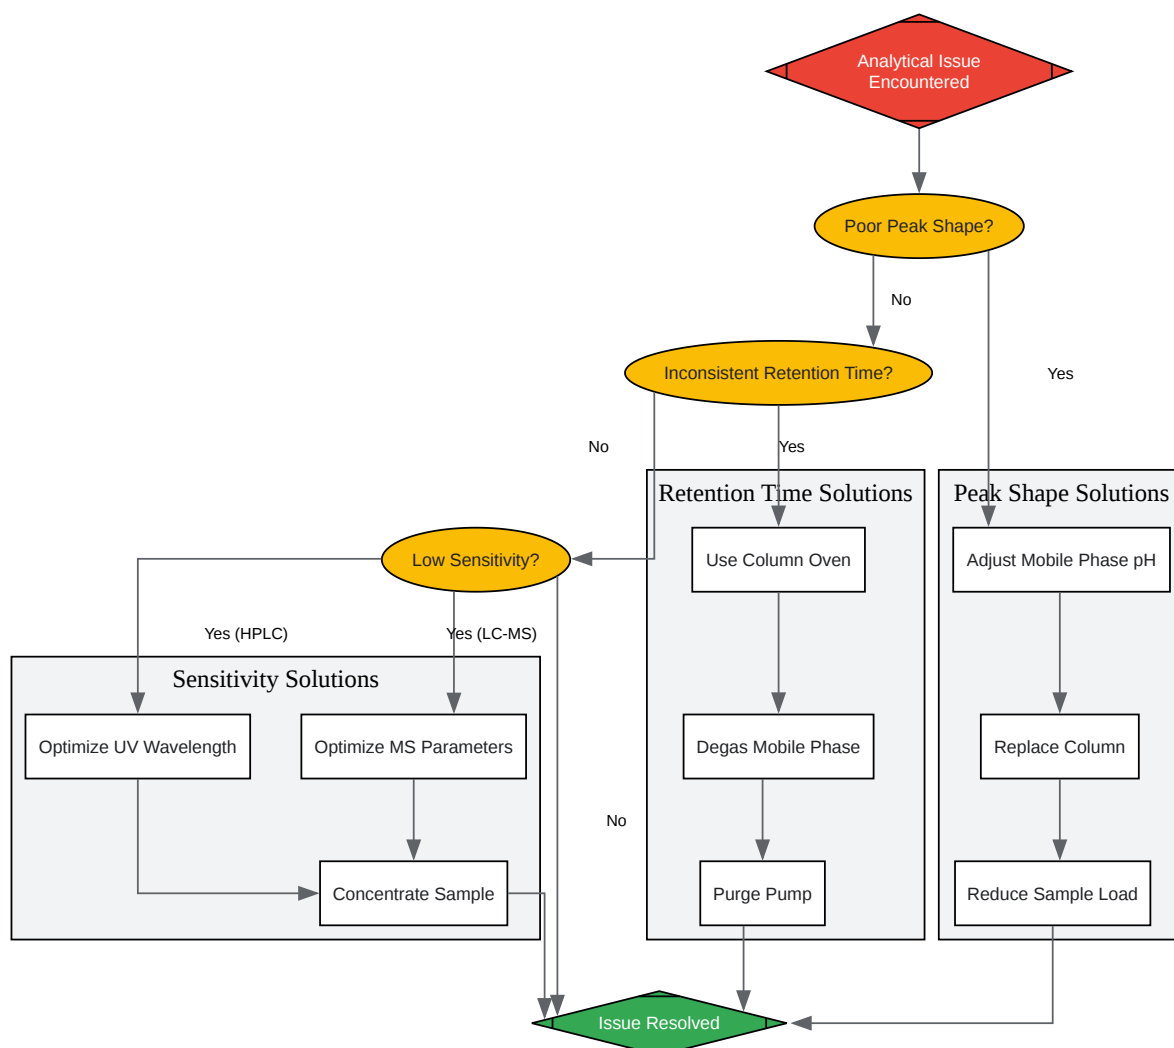 Analytical Issue
Encountered
Poor Peak Shape?
No
Inconsistent Retention Time?
Yes
No
Yes
Retention Time Solutions
Peak Shape Solutions
Low Sensitivity?
Use Column Oven
Adjust Mobile Phase pH
Yes (HPLC)
Yes (LC-MS)
Sensitivity Solutions
Optimize UV Wavelength
Optimize MS Parameters
Degas Mobile Phase
Replace Column
No
Concentrate Sample
Purge Pump
Reduce Sample Load
Issue Resolved